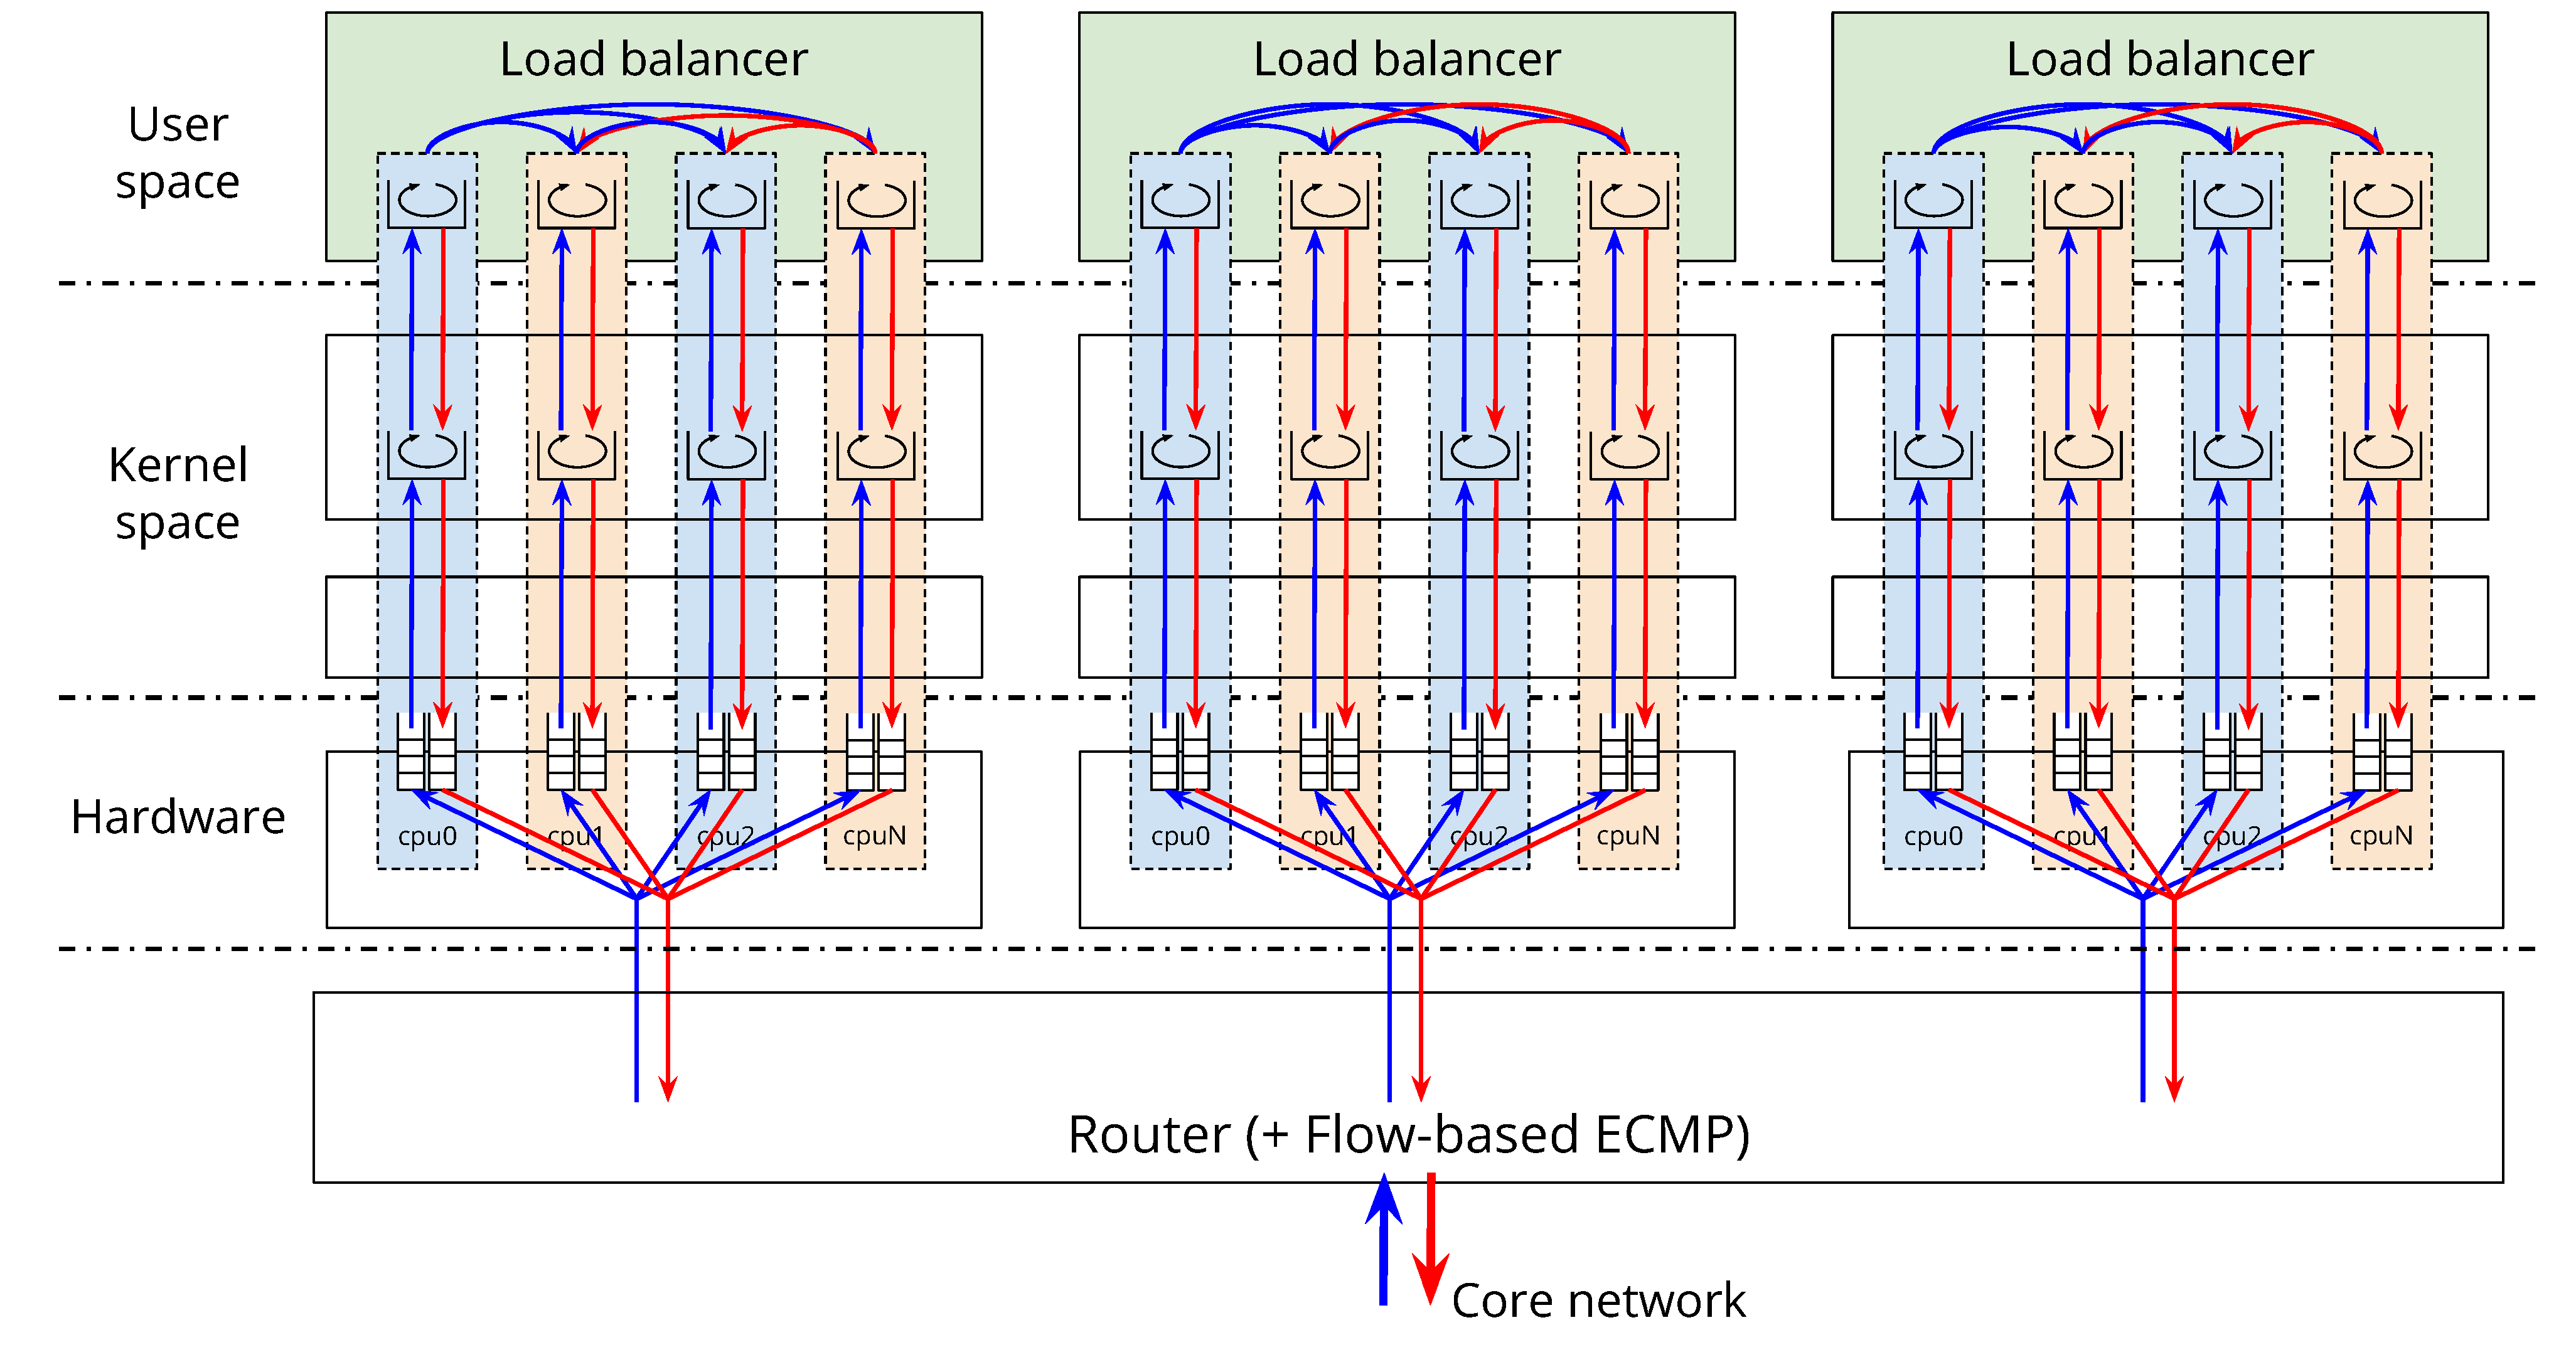 Load balancer
Load balancer
Load balancer
User
space
Kernel
space
Hardware
cpu0
cpu1
cpu2
cpuN
cpu0
cpu1
cpu2
cpuN
cpu0
cpu1
cpu2
cpuN
Router (+ Flow-based ECMP)
Core network